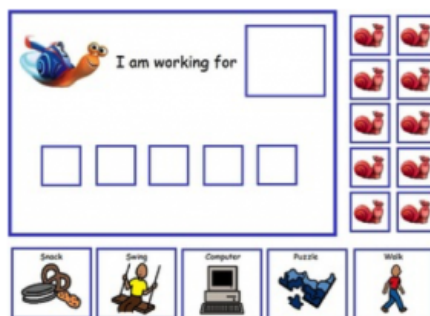 I am working for
Snack
Swing
Computer
Puzzle
Walk